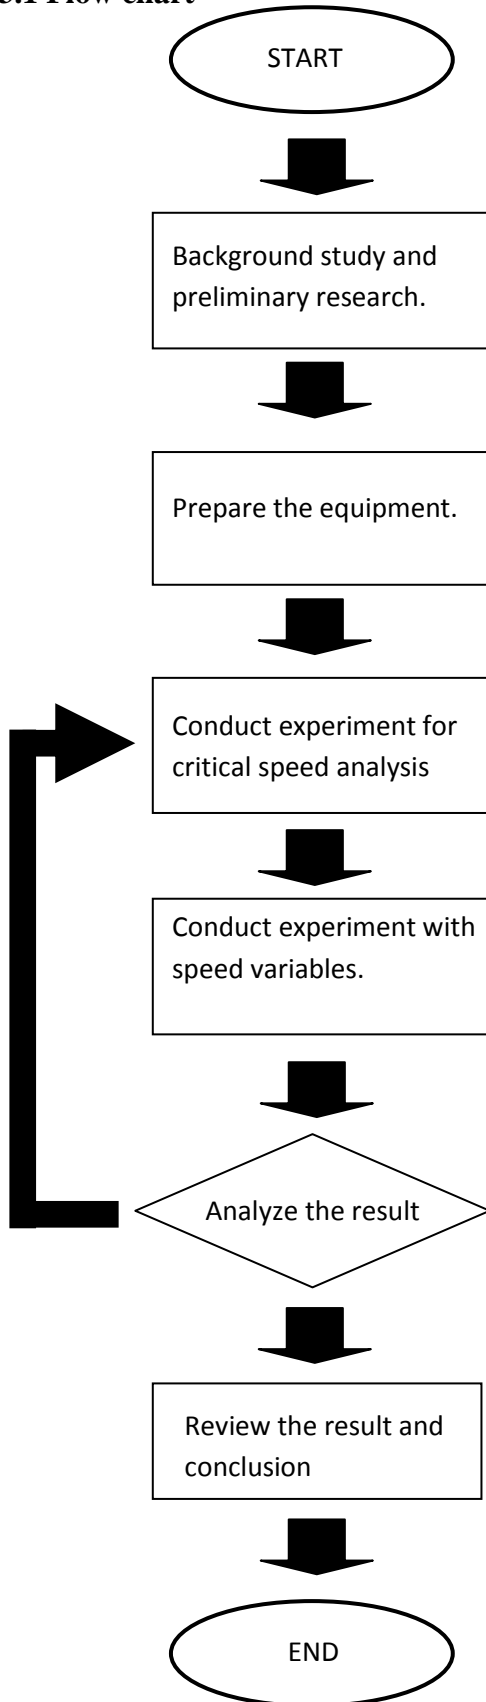 3.1 Flow chart
START
Background study and
preliminary research.
Prepare the equipment.
Conduct experiment for
critical speed analysis
Conduct experiment with
speed variables.
Analyze the result
Review the result and
conclusion
END